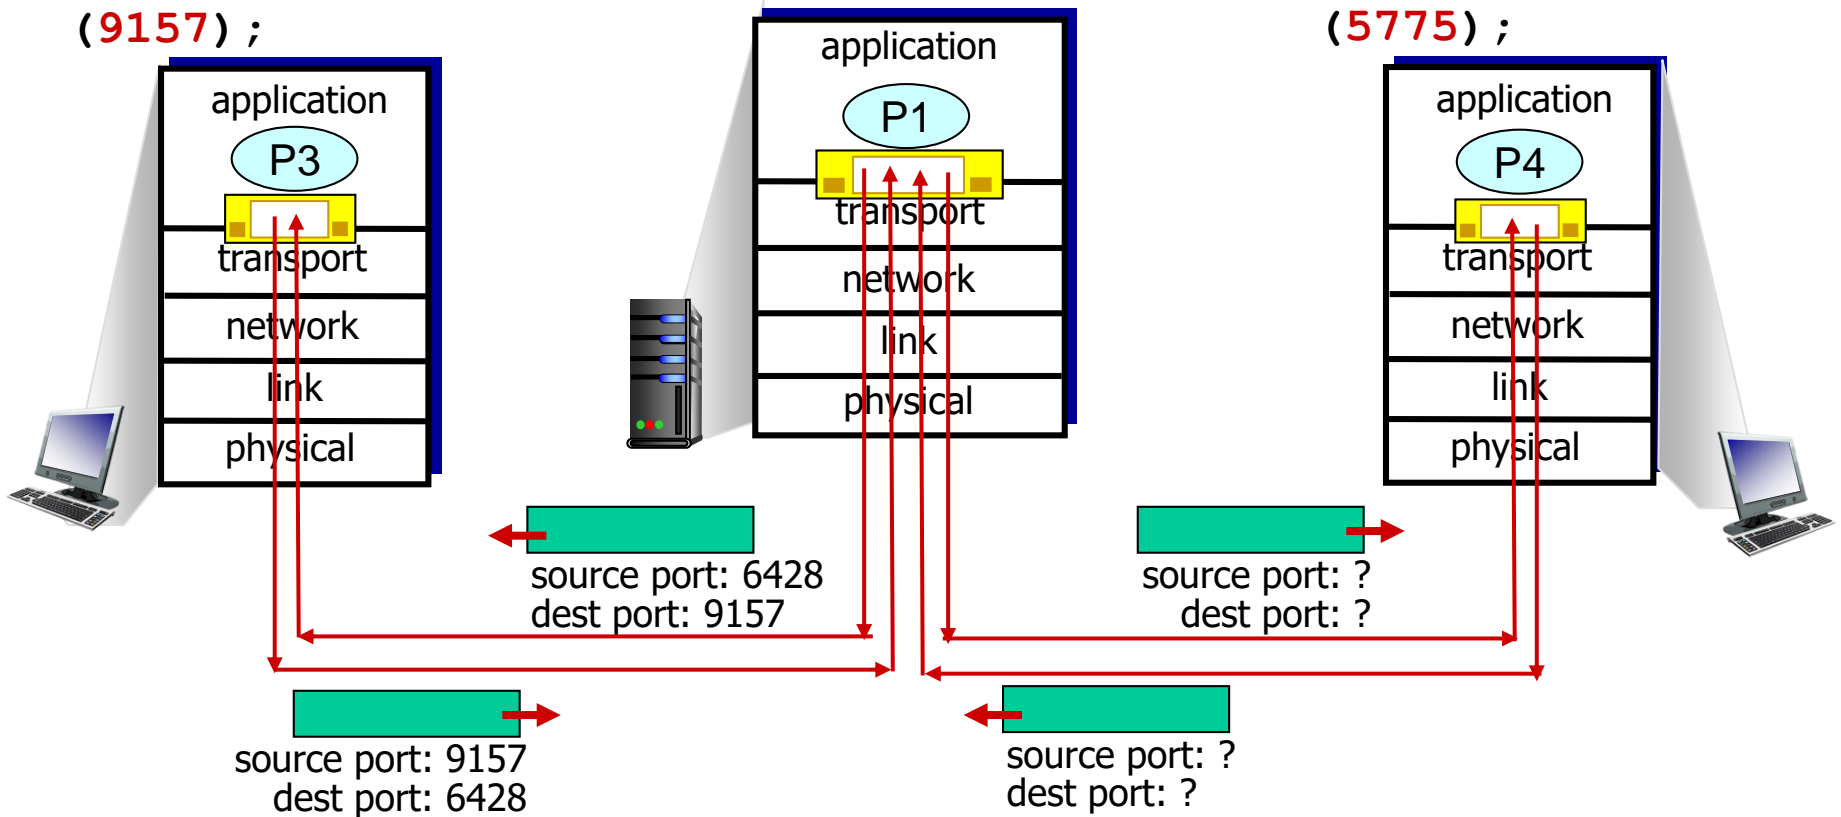 (9157);
application
P3
transport
network
link
physical
application
P1
transport
network
link
physical
(5775);
application
P4
transport
network
link
physical
source port: 6428
dest port: 9157
source port: ?
dest port: ?
source port: 9157
dest port: 6428
source port: ?
dest port: ?